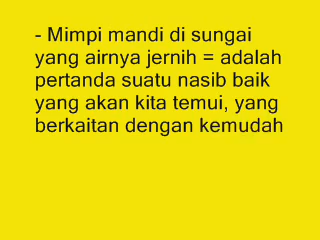 - Mimpi mandi di sungai
yang airnya jernih = adalah
pertanda suatu nasib baik
yang akan kita temui, yang
berkaitan dengan kemudah